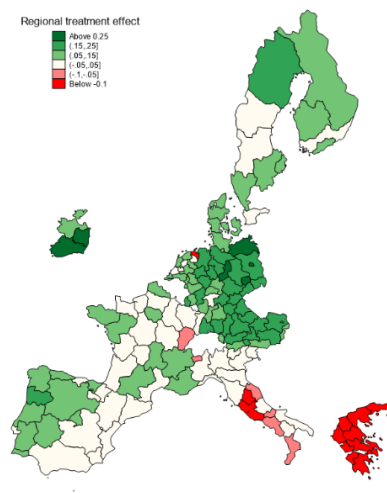 Regional treatment effect
Above 0.25
(.15,.25]
(.05,.15]
(-.05,.05]
(-.1,-.05]
Below -0.1